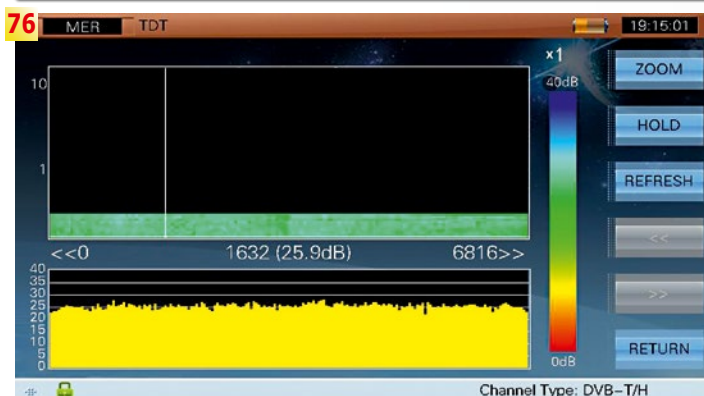 76
MER TDT 19:15:01
x1
40dB
ZOOM
10
HOLD
1
REFRESH
<<
<<0 1632 (25.9dB) 6816>>
40
35
30
25
20
15
10
5
0
>>
0dB
RETURN
Channel Type: DVB-T/H